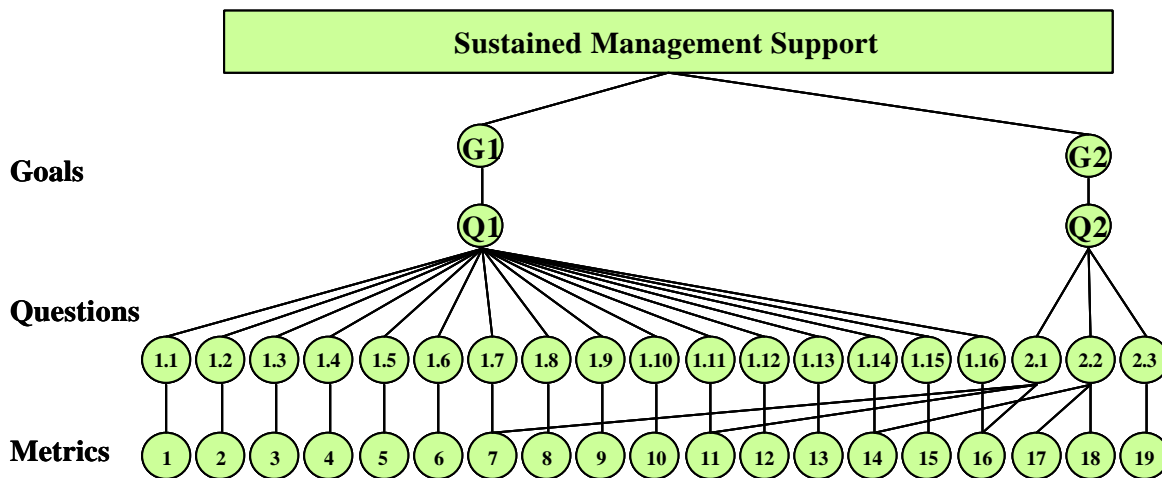 Sustained Management Support
G1
G2
Goals
Q1
Q2
Questions
1.1 1.2 1.3 1.4 1.5 1.6 1.7 1.8 1.9 1.10 1.11 1.12 1.13 1.14 1.15 1.16 2.1 2.2 2.3
Metrics
1 2 3 4 5 6 7 8 9 10 11 12 13 14 15 16 17 18 19